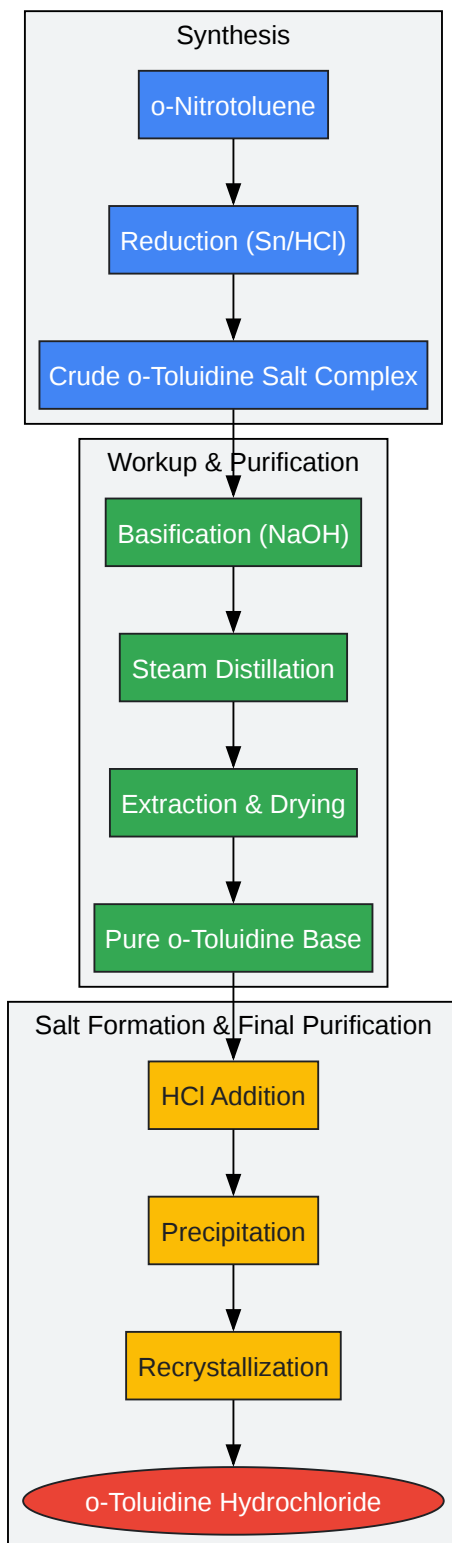 Synthesis
o-Nitrotoluene
Reduction (Sn/HCl)
Crude o-Toluidine Salt Complex
Workup & Purification
Basification (NaOH)
Steam Distillation
Extraction & Drying
Pure o-Toluidine Base
Salt Formation & Final Purification
HCl Addition
Precipitation
Recrystallization
o-Toluidine Hydrochloride